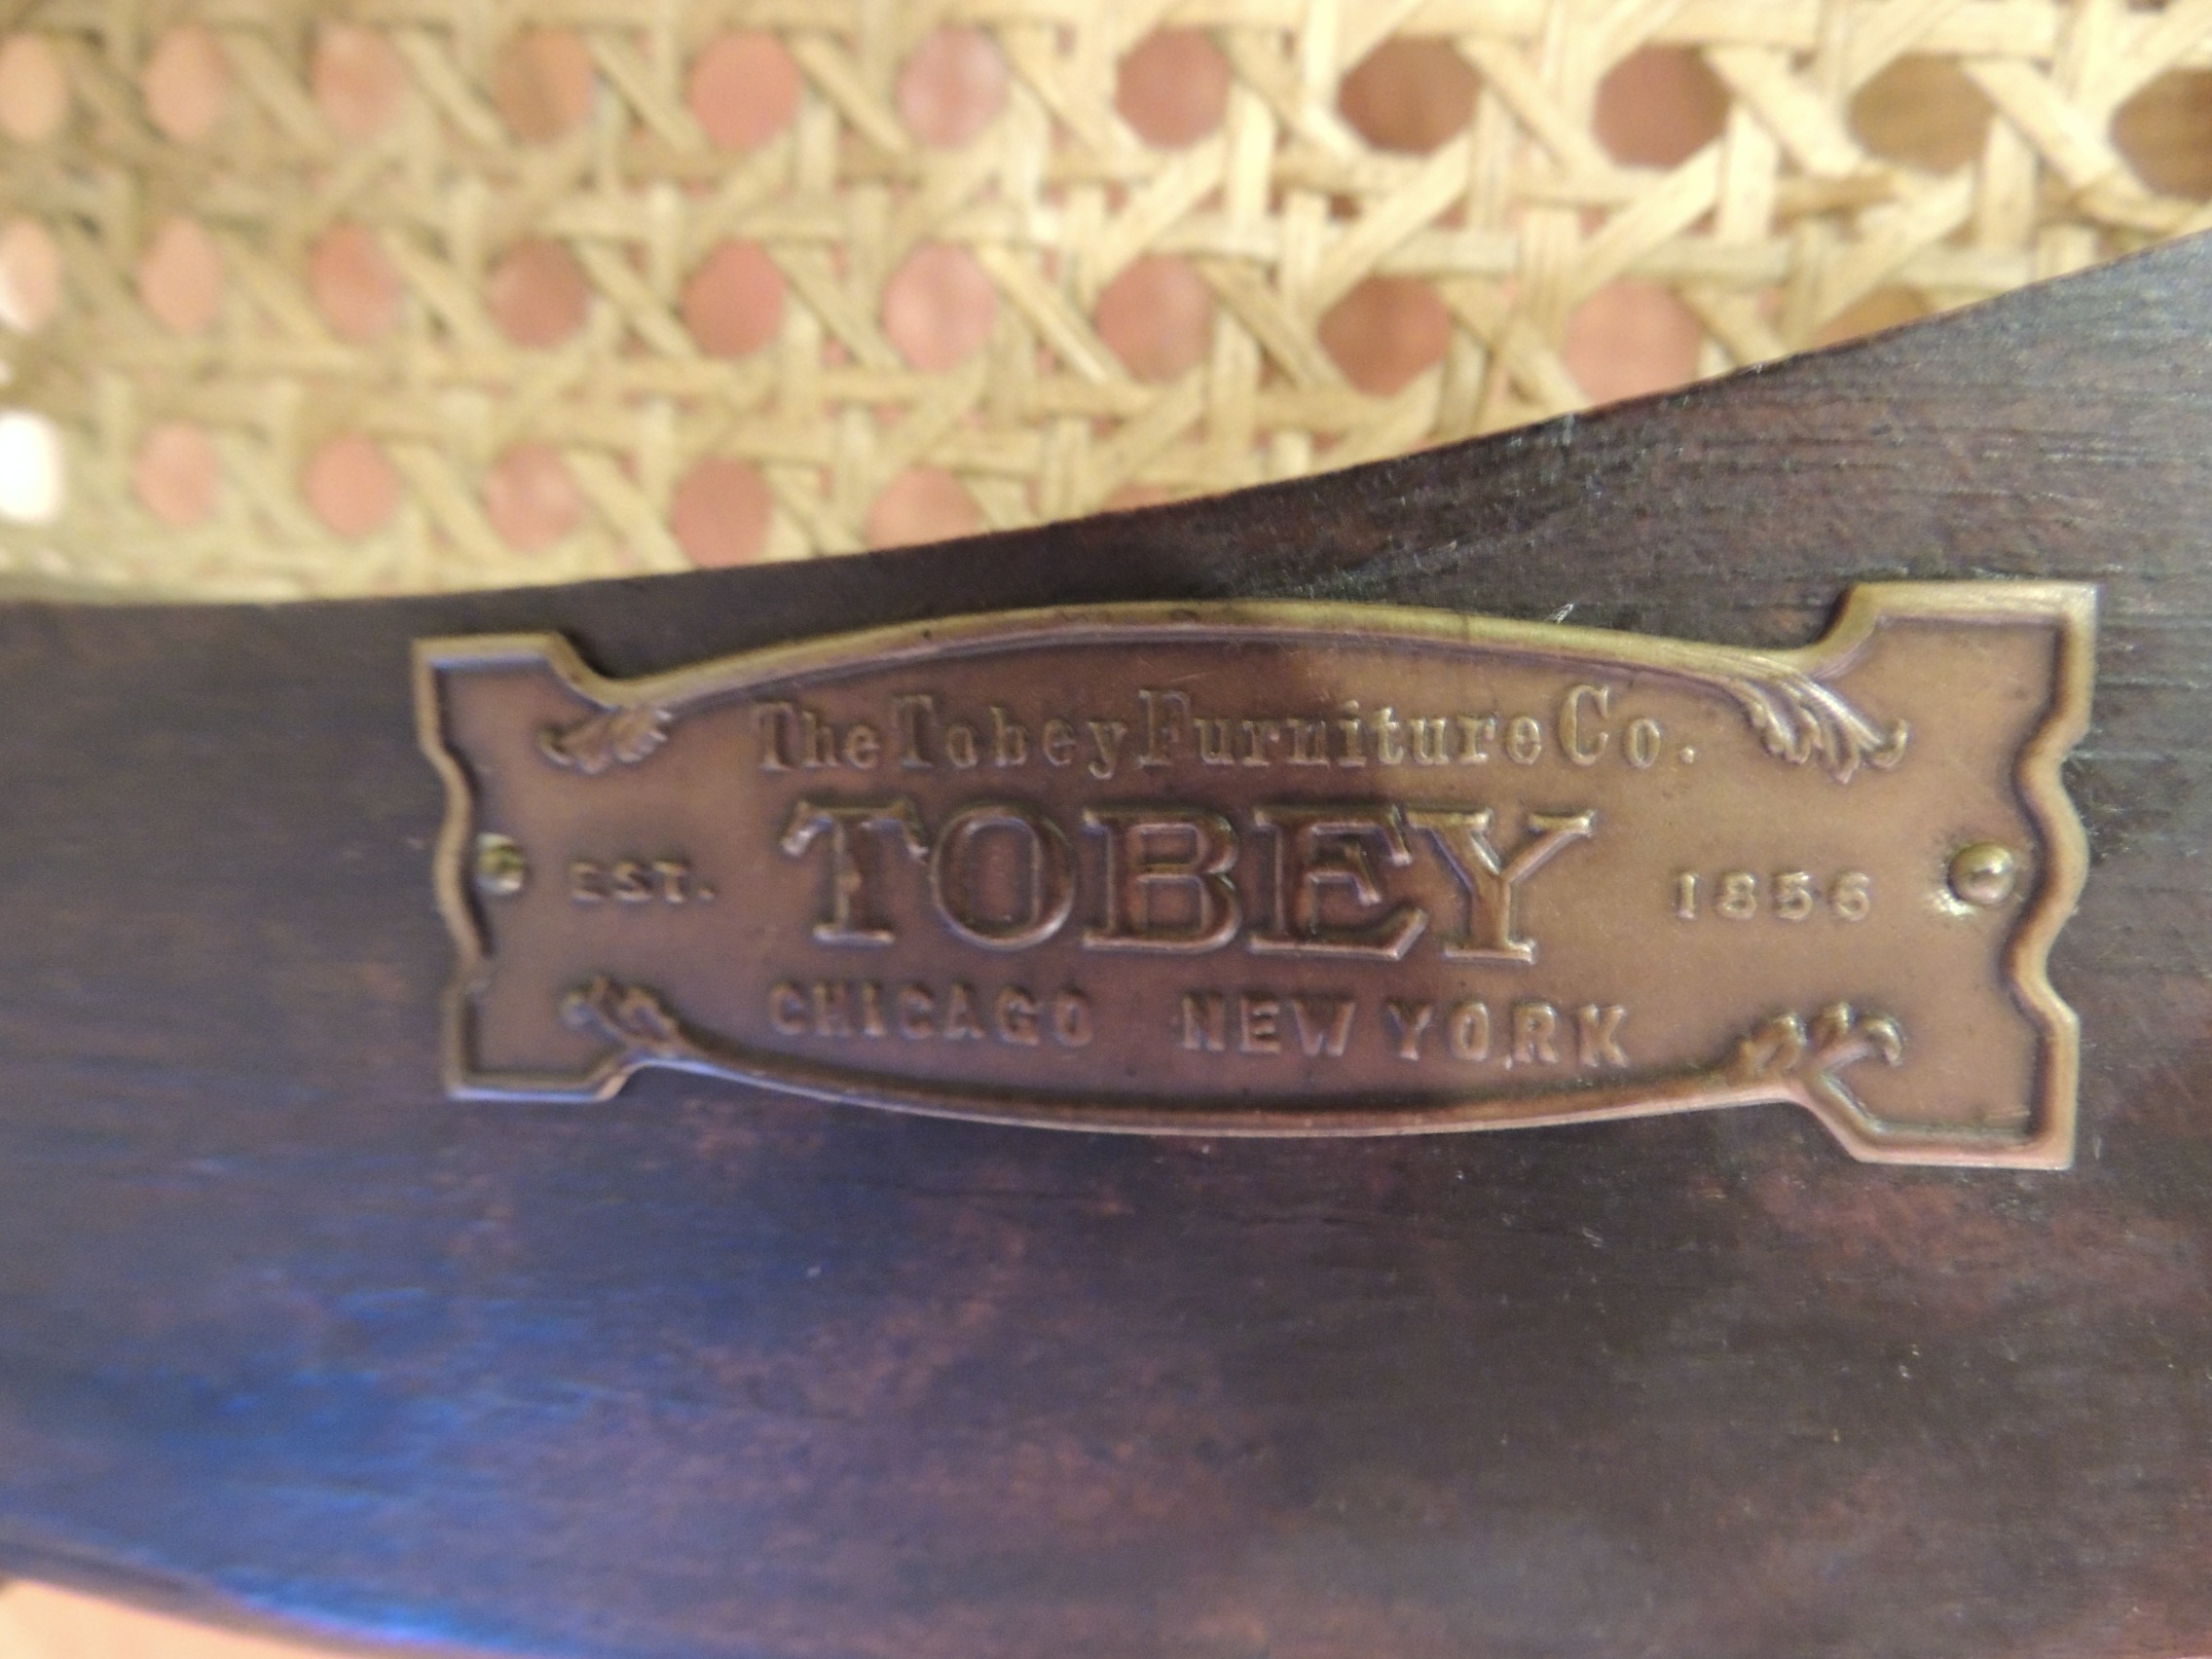 The Tobey Furniture Co.
EST. TOBEY 1856
CHICAGO NEW YORK